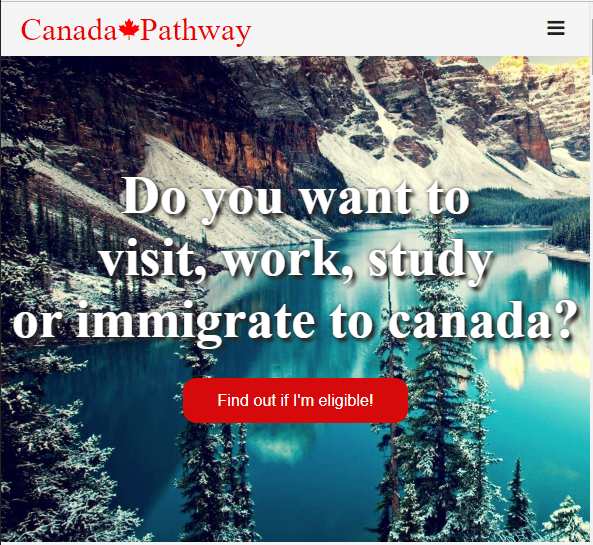 Canada Pathway
Do you want to
visit, work, study
or immigrate to canada?
Find out if I'm eligible!